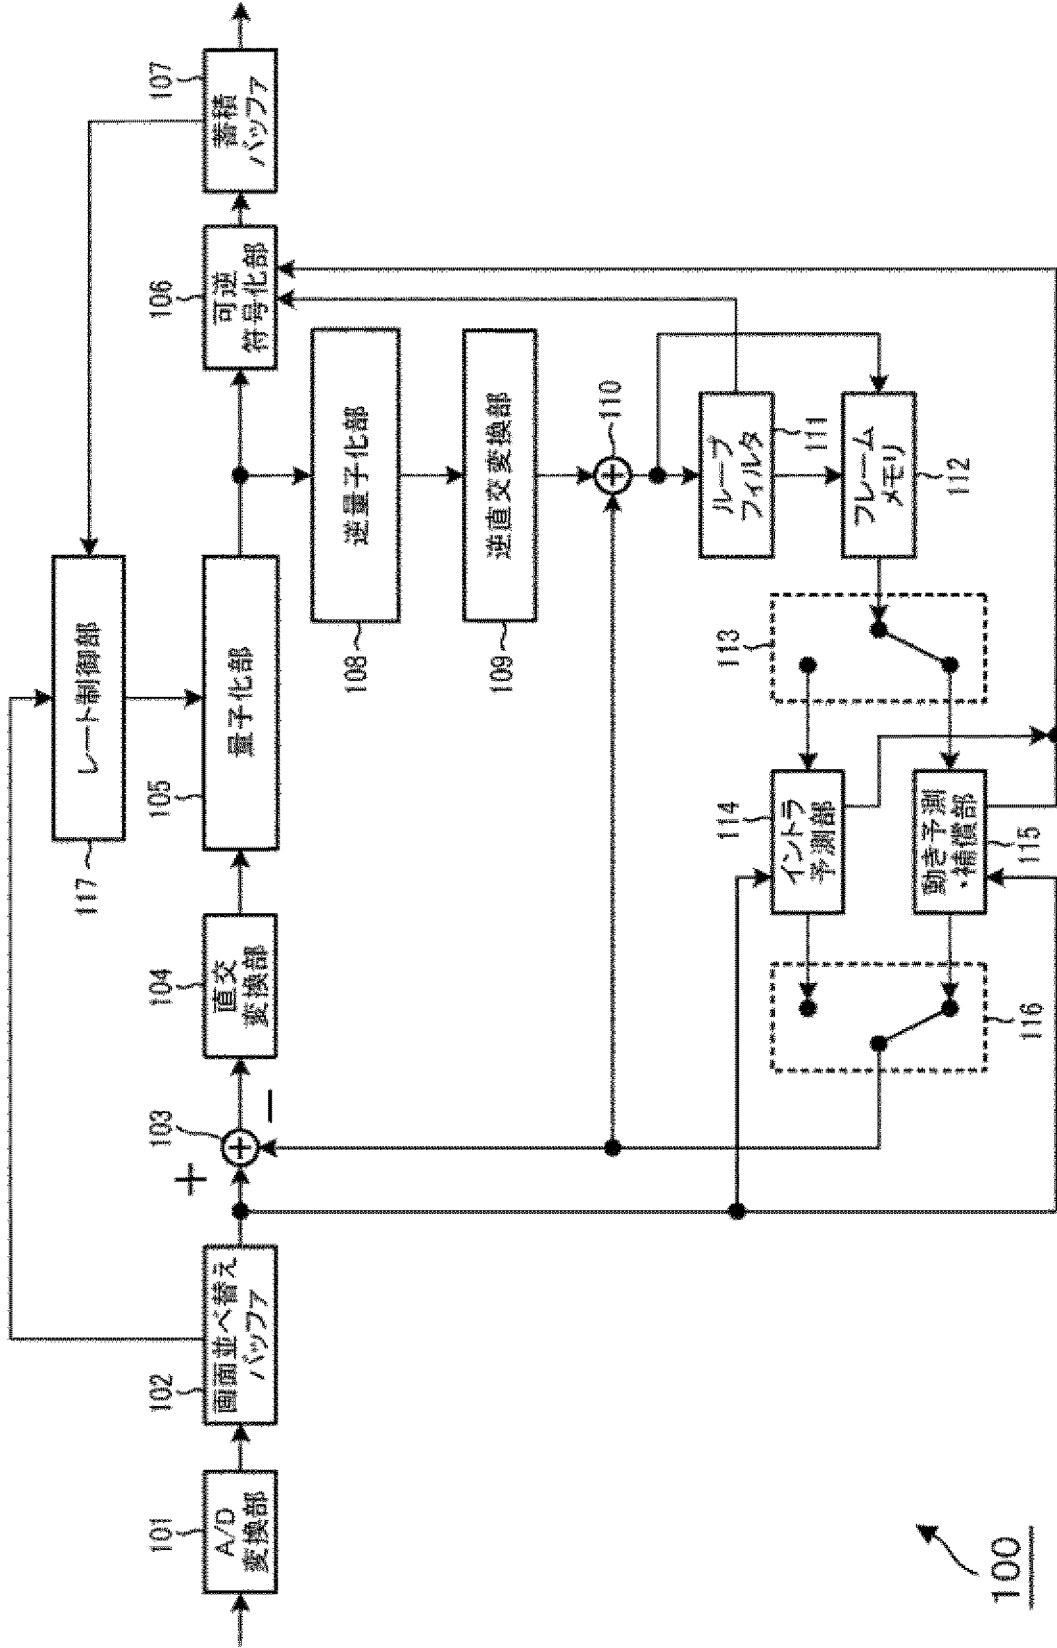 101
A/D
変換部
102
画面並べ替え
バッファ
103
+
−
104
直交
変換部
105
量子化部
106
可逆
符号化部
107
蓄積
バッファ
117
レート制御部
108
逆量子化部
109
逆直交変換部
110
111
ループ
フィルタ
112
フレーム
メモリ
113
114
イントラ
予測部
115
動き予測
・補償部
116
100